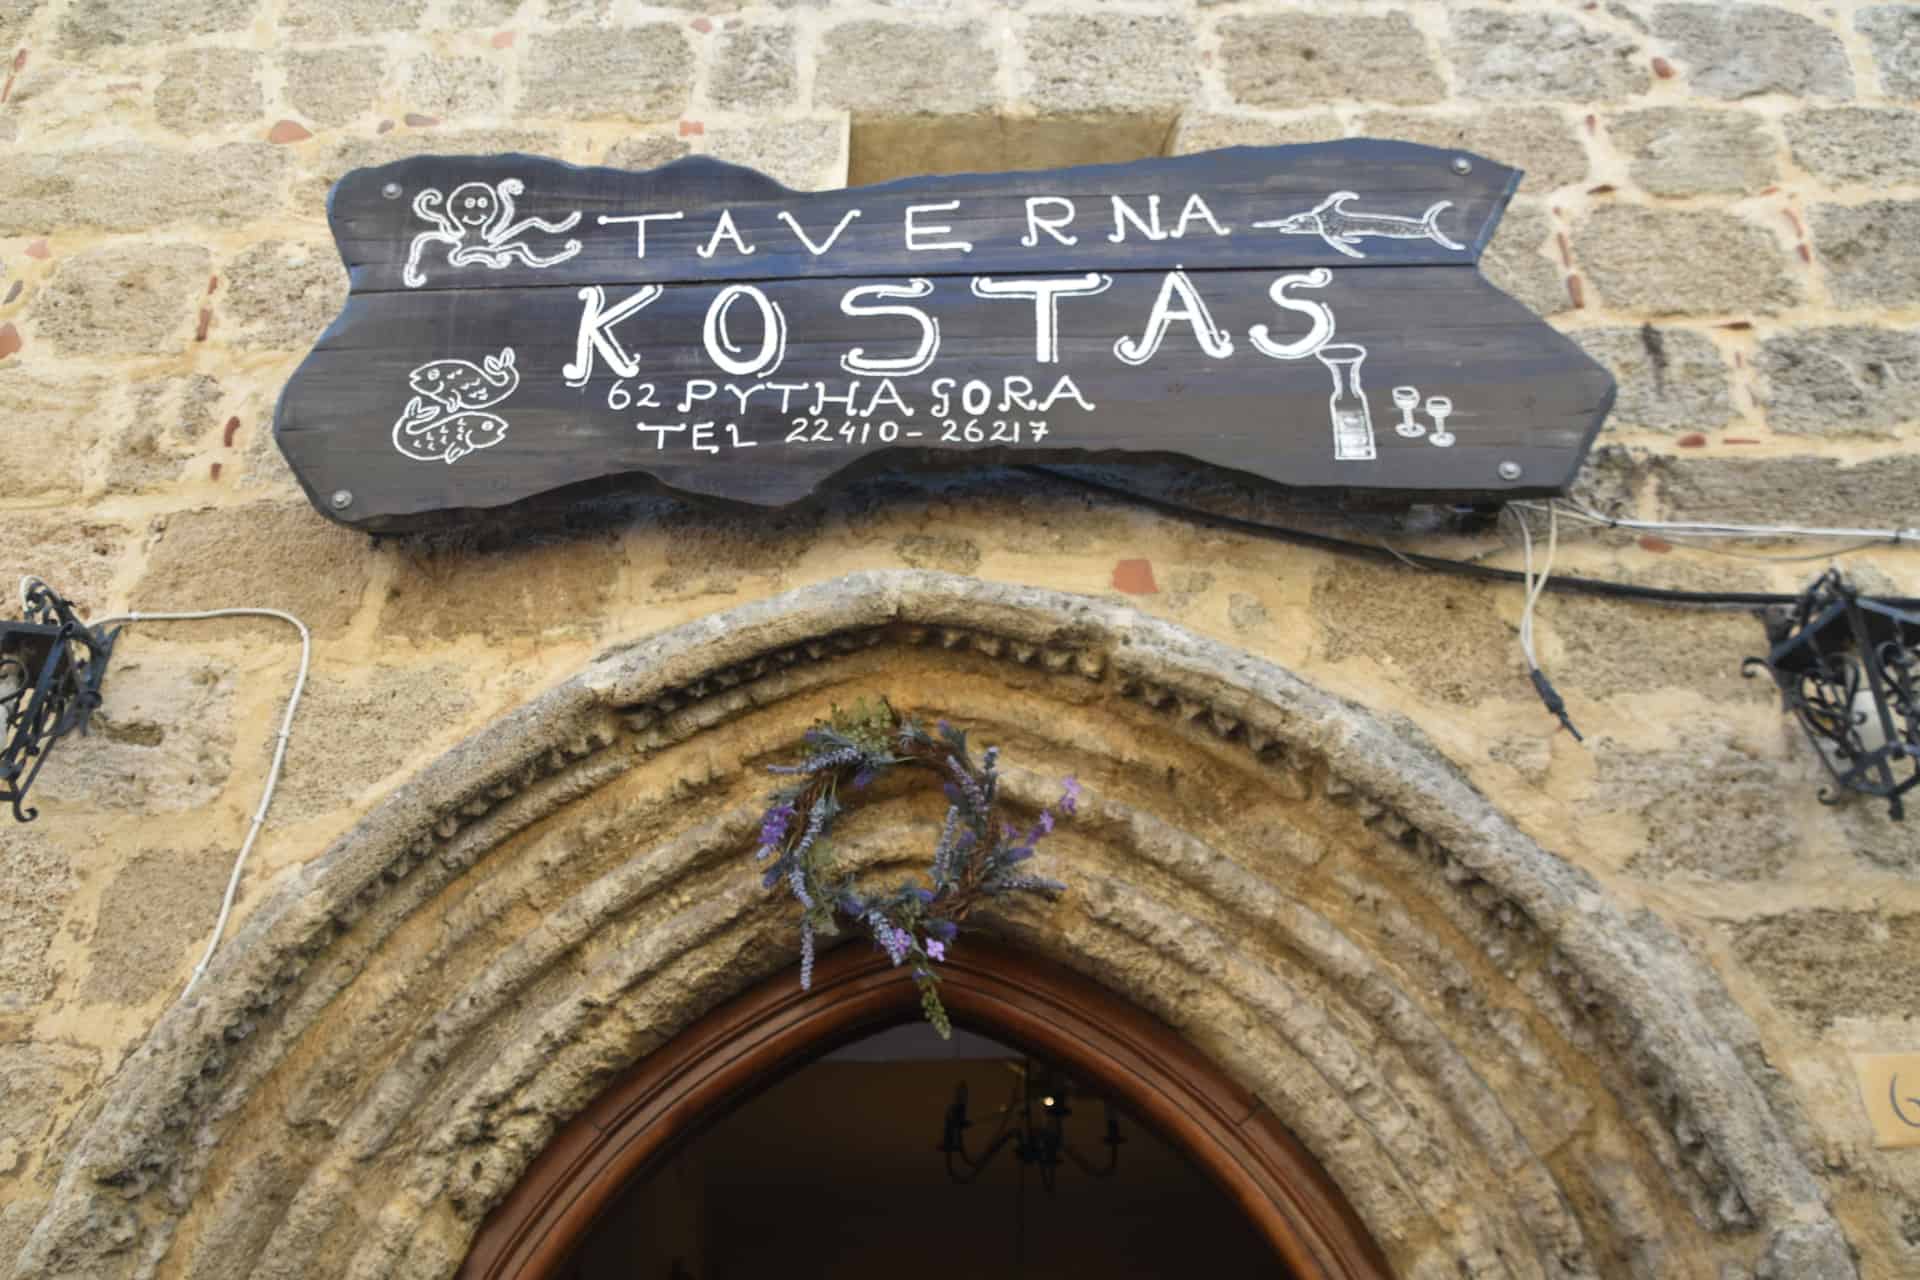 TAVERNA
KOSTAS
62 PYTHAGORA
TEL 22410-26217